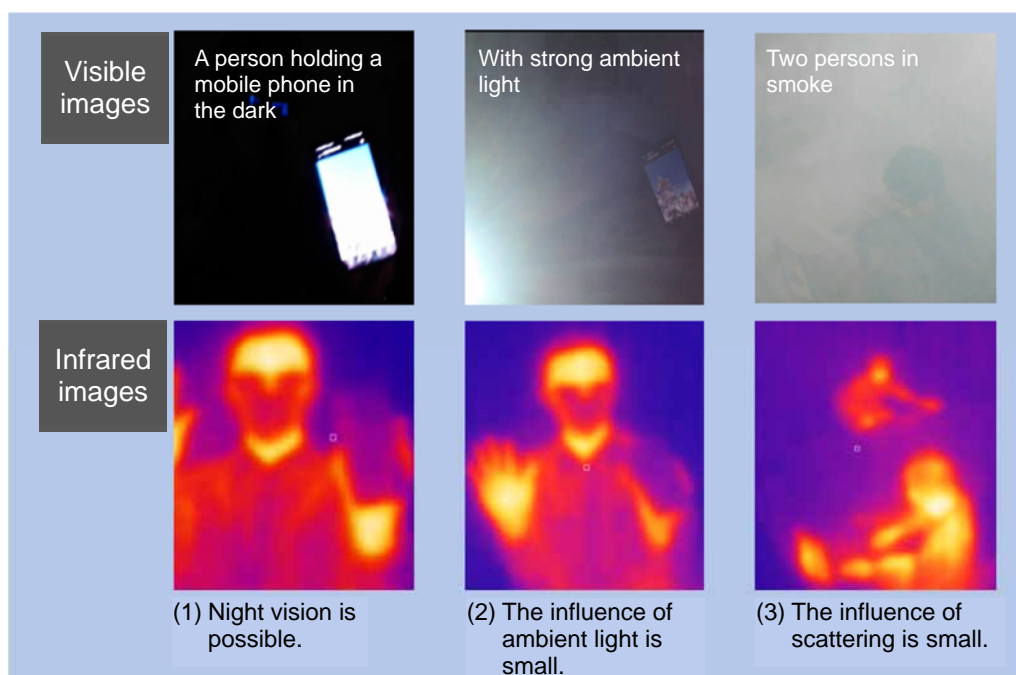 Visible
images
A person holding a
mobile phone in
the dark
With strong ambient
light
Two persons in
smoke
Infrared
images
(1) Night vision is
possible.
(2) The influence of
ambient light is
small.
(3) The influence of
scattering is small.